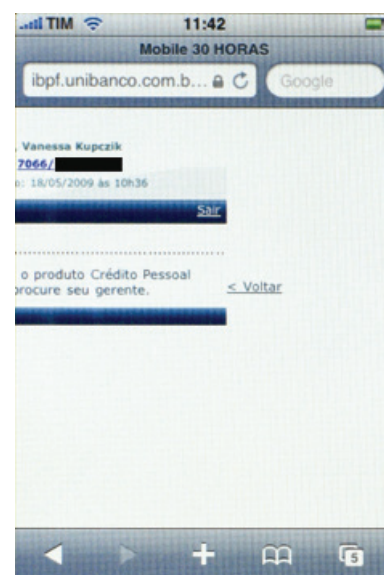 TIM 11:42
Mobile 30 HORAS
ibpf.unibanco.com.b... Google
, Vanessa Kupczik
7066/
o: 18/05/2009 às 10h36
Sair
o produto Crédito Pessoal
procure seu gerente.
< Voltar
5